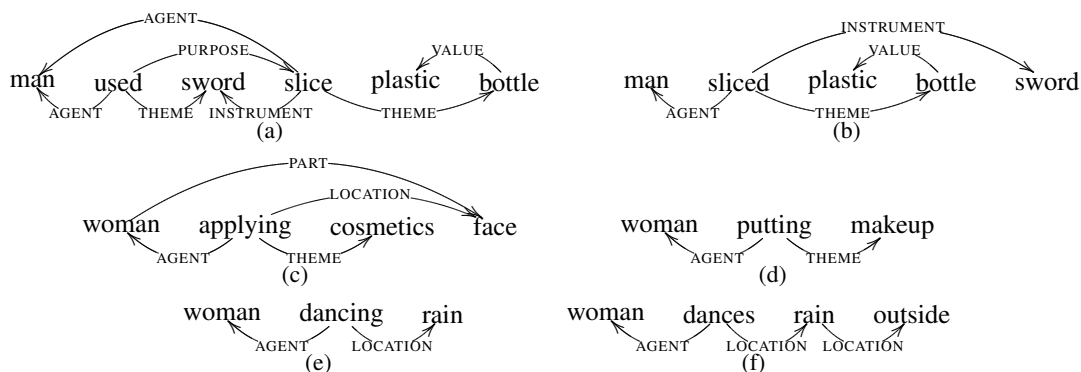 AGENT
PURPOSE
man used sword slice plastic bottle
VALUE
AGENT THEME INSTRUMENT THEME
(a)
INSTRUMENT
VALUE
man sliced plastic bottle sword
AGENT THEME
(b)
PART
LOCATION
woman applying cosmetics face
AGENT THEME
(c)
woman putting makeup
AGENT THEME
(d)
woman dancing rain
AGENT LOCATION
(e)
woman dances rain outside
AGENT LOCATION LOCATION
(f)